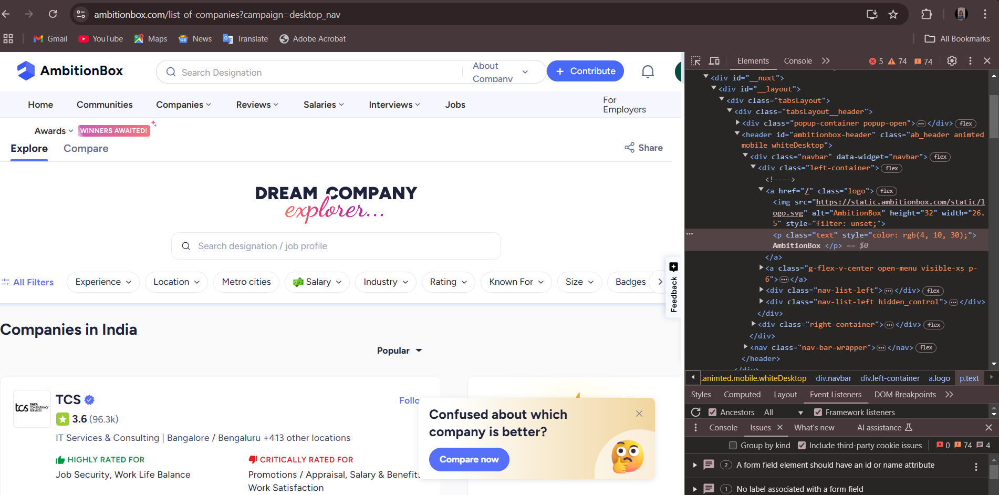 ambitionbox.com/list-of-companies?campaign=desktop_nav
Gmail YouTube Maps News Translate Adobe Acrobat All Bookmarks
AmbitionBox
Search Designation
About
Company
+ Contribute
Home Communities Companies Reviews Salaries Interviews Jobs
For
Employers
Awards WINNERS AWAITED!
Explore Compare
Share
DREAM COMPANY
explorer...
Search designation / job profile
All Filters Experience Location Metro cities Salary Industry Rating Known For Size Badges
Feedback
Companies in India
Popular
tcs TATA
CONSULTANCY
SERVICES
TCS
3.6 (96.3k)
IT Services & Consulting | Bangalore / Bengaluru +413 other locations
HIGHLY RATED FOR
Job Security, Work Life Balance
CRITICALLY RATED FOR
Promotions / Appraisal, Salary & Benefits
Work Satisfaction
Follo
Confused about which
company is better?
Compare now
Elements Console 5 74 74
<div id="__nuxt">
<div id="__layout">
<div class="tabsLayout">
<div class="tabsLayout__header">
<div class="popup-container popup-open">…</div> flex
<header id="ambitionbox-header" class="ab_header animted
mobile whiteDesktop">
<div class="navbar" data-widget="navbar"> flex
<div class="left-container"> flex
<!---->
<a href="/" class="logo"> flex
<img src="https://static.ambitionbox.com/static/l
ogo.svg" alt="AmbitionBox" height="32" width="26.
5" style="filter: unset;">
<p class="text" style="color: rgb(4, 10, 30);">
AmbitionBox </p> == $0
</a>
<a class="g-flex-v-center open-menu visible-xs p-
6">…</a>
<div class="nav-list-left">…</div> flex
<div class="nav-list-left hidden_control">…</div>
</div>
<div class="right-container">…</div> flex
</div>
<nav class="nav-bar-wrapper">…</nav> flex
</header>
</div>
r.animted.mobile.whiteDesktop div.navbar div.left-container a.logo p.text
Styles Computed Layout Event Listeners DOM Breakpoints
Ancestors All Framework listeners
Console Issues What's new AI assistance
Group by kind Include third-party cookie issues 0 74 4
2 A form field element should have an id or name attribute
1 No label associated with a form field